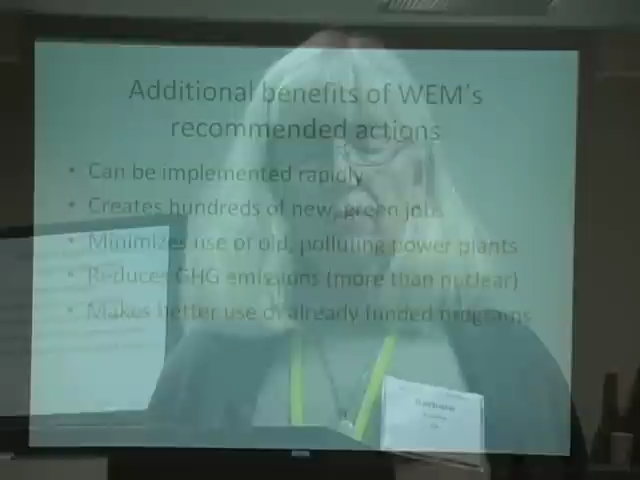 Additional benefits of WEM's
recommended actions
• Can be implemented rapidly
• Creates hundreds of new, green jobs
• Minimizes use of old, polluting power plants
• Reduces GHG emissions (more than nuclear)
• Makes better use of already funded programs